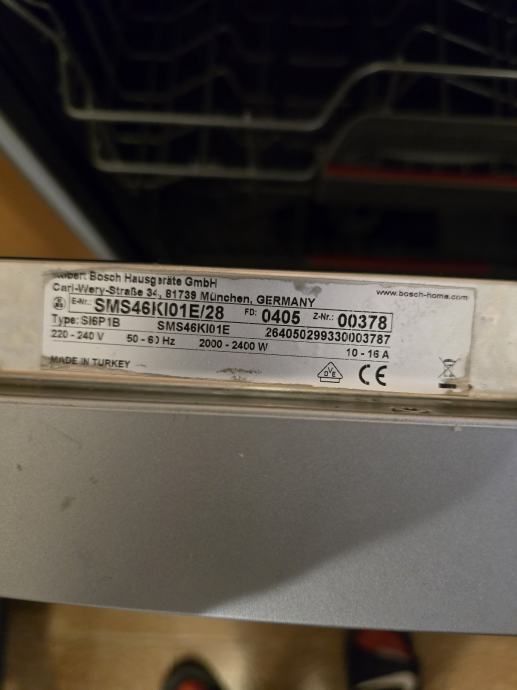 Robert Bosch Hausgeräte GmbH
Carl-Wery-Straße 34, 81739 München, GERMANY
www.bosch-home.com
E-Nr.: SMS46KI01E/28 FD: 0405 Z-Nr.: 00378
Type: SI6P1B SMS46KI01E 264050299330003787
220 - 240 V 50 - 60 Hz 2000 - 2400 W 10 - 16 A
MADE IN TURKEY
DVE CE